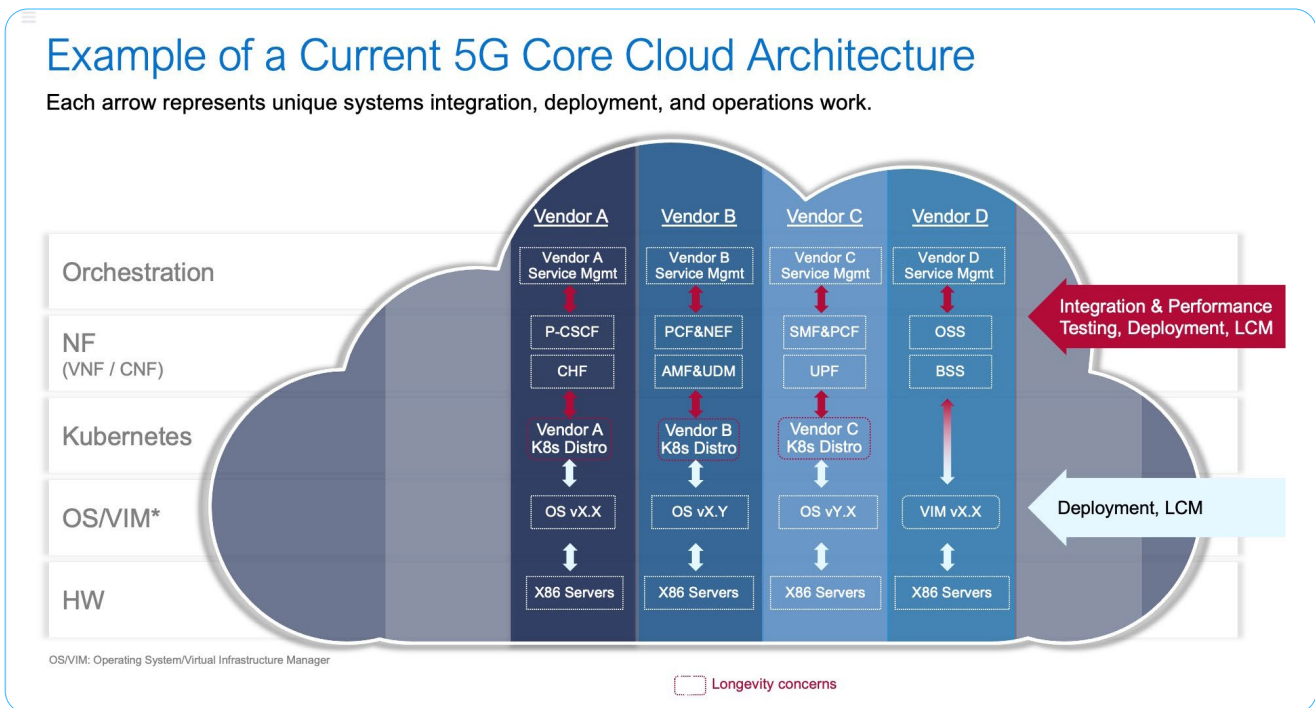 Example of a Current 5G Core Cloud Architecture
Each arrow represents unique systems integration, deployment, and operations work.
Vendor A
Vendor B
Vendor C
Vendor D
Orchestration
Vendor A
Service Mgmt
Vendor B
Service Mgmt
Vendor C
Service Mgmt
Vendor D
Service Mgmt
Integration & Performance
Testing, Deployment, LCM
NF
(VNF / CNF)
P-CSCF
PCF&NEF
SMF&PCF
OSS
CHF
AMF&UDM
UPF
BSS
Kubernetes
Vendor A
K8s Distro
Vendor B
K8s Distro
Vendor C
K8s Distro
OS/VIM*
OS vX.X
OS vX.Y
OS vY.X
VIM vX.X
Deployment, LCM
HW
X86 Servers
X86 Servers
X86 Servers
X86 Servers
OS/VIM: Operating System/Virtual Infrastructure Manager
Longevity concerns